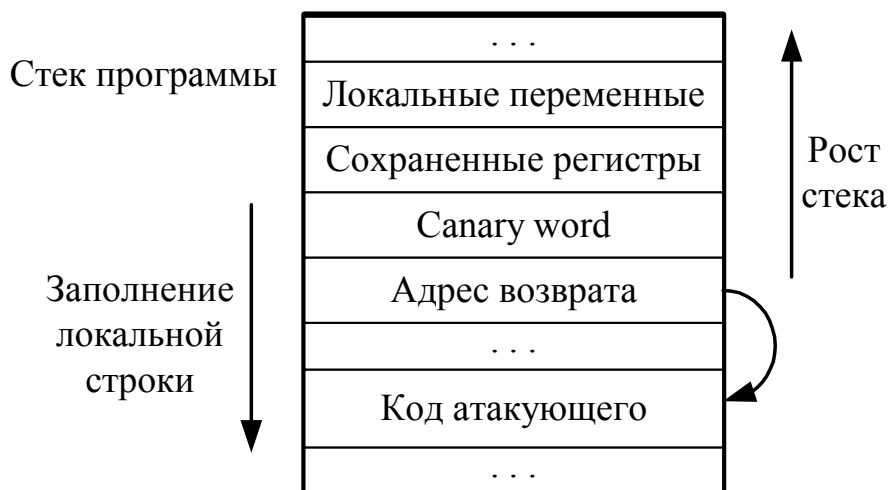 Стек программы
. . .
Локальные переменные
Сохраненные регистры
Canary word
Адрес возврата
. . .
Код атакующего
. . .
Заполнение
локальной
строки
Рост
стека